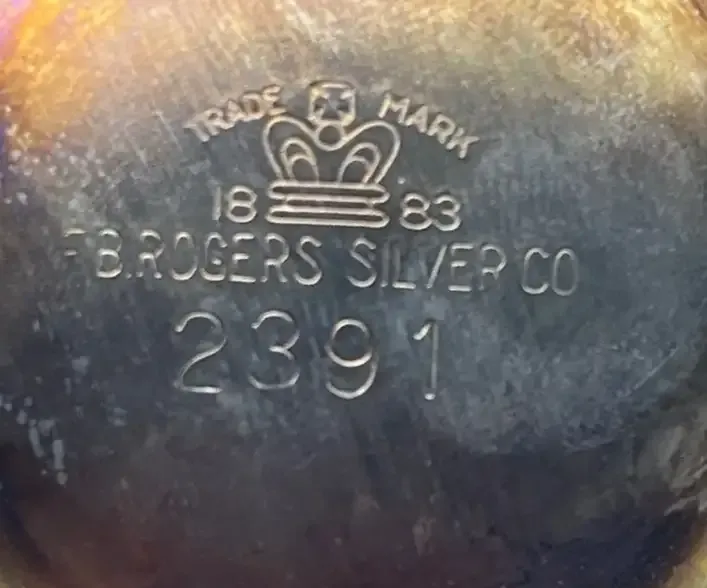 TRADE MARK
18 83
F.B.ROGERS SILVER CO
2391